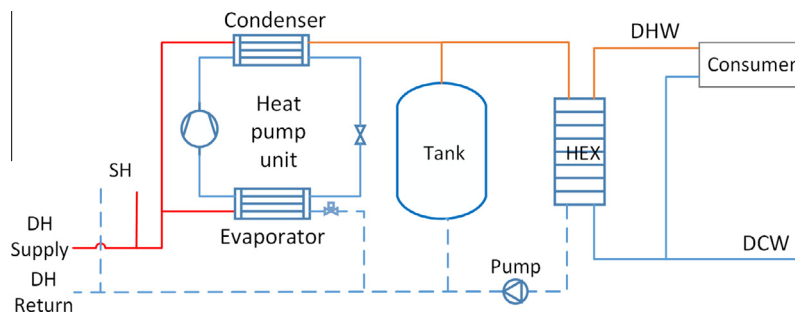 Condenser
DHW
Consumer
Heat
pump
unit
Tank
HEX
SH
DH
Supply
Evaporator
DCW
DH
Return
Pump